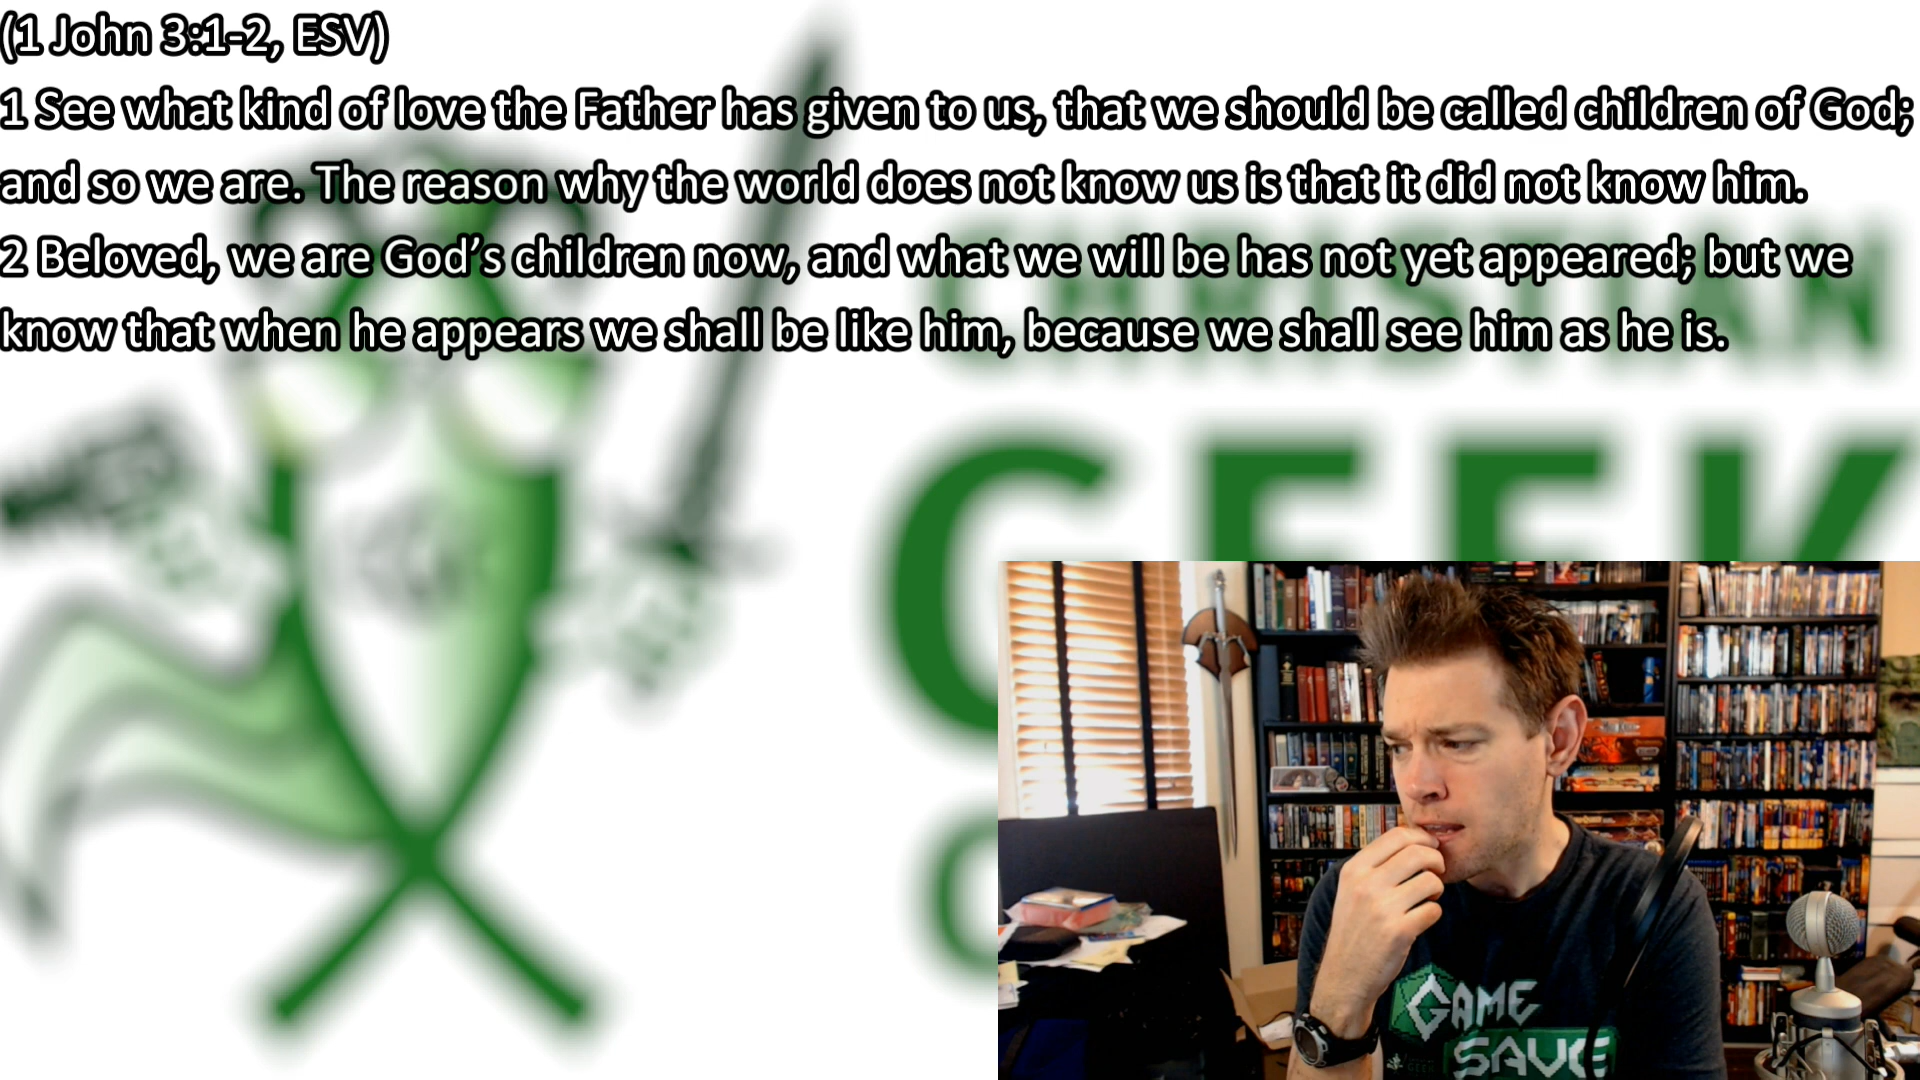 (1 John 3:1-2, ESV)
1 See what kind of love the Father has given to us, that we should be called children of God;
and so we are. The reason why the world does not know us is that it did not know him.
2 Beloved, we are God’s children now, and what we will be has not yet appeared; but we
know that when he appears we shall be like him, because we shall see him as he is.
CHRISTIAN
GEEK
GAME
SAVE